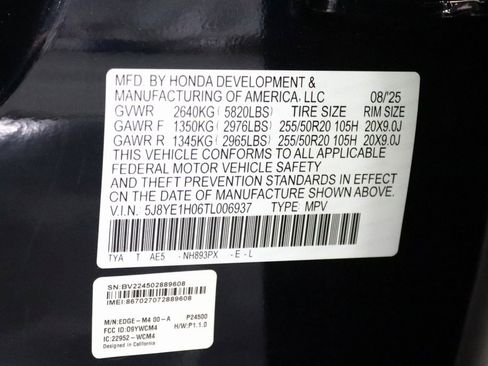 MFD. BY HONDA DEVELOPMENT &
MANUFACTURING OF AMERICA, LLC 08/'25
GVWR 2640KG (5820LBS) TIRE SIZE RIM SIZE
GAWR F 1350KG (2976LBS) 255/50R20 105H 20X9.0J
GAWR R 1345KG (2965LBS) 255/50R20 105H 20X9.0J
THIS VEHICLE CONFORMS TO ALL APPLICABLE
FEDERAL MOTOR VEHICLE SAFETY
AND THEFT PREVENTION STANDARDS IN EFFECT
ON THE DATE OF MANUFACTURE SHOWN ABOVE.
V.I.N. 5J8YE1H06TL006937 TYPE: MPV
TYA T AE5 -NH893PX -E-L
SN:BV224502889608
IMEI:867027072889608
M/N:EDGE-M4 00-A P24500
FCC ID:O9YWCM4 H/W:P1.1.0
IC:22952-WCM4
Designed in California